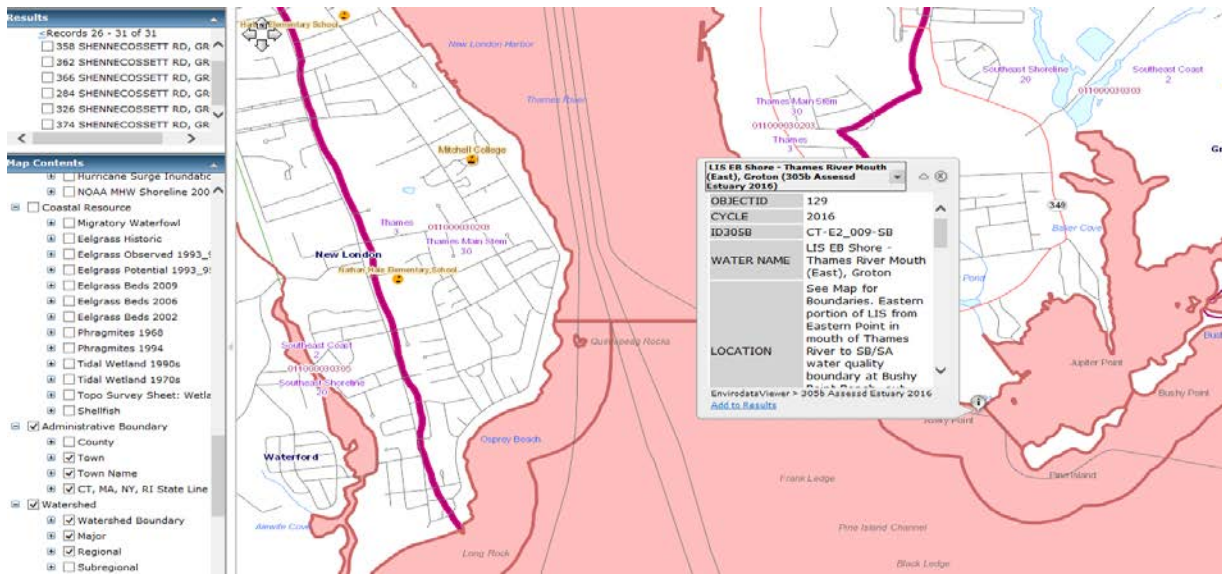 Results
<Records 26 - 31 of 31
358 SHENNECOSSETT RD, GR
362 SHENNECOSSETT RD, GR
366 SHENNECOSSETT RD, GR
284 SHENNECOSSETT RD, GR
326 SHENNECOSSETT RD, GR
374 SHENNECOSSETT RD, GR
Map Contents
Hurricane Surge Inundatic
NOAA MHW Shoreline 200
Coastal Resource
Migratory Waterfowl
Eelgrass Historic
Eelgrass Observed 1993_9
Eelgrass Potential 1993_9
Eelgrass Beds 2009
Eelgrass Beds 2006
Eelgrass Beds 2002
Phragmites 1968
Phragmites 1994
Tidal Wetland 1990s
Tidal Wetland 1970s
Topo Survey Sheet: Wetla
Shellfish
Administrative Boundary
County
Town
Town Name
CT, MA, NY, RI State Line
Watershed
Watershed Boundary
Major
Regional
Subregional
Elementary School
New London Harbor
Thames River
Mitchell College
Thames
3
011000030203
Thames Main Stem
30
New London
Nathan Hale Elementary School
Southeast Coast
2
011000030305
Southeast Shoreline
20
Waterford
Alewife Cove
Osprey Beach
Long Rock
Quinnipeag Rocks
Thames Main Stem
30
011000030203
Thames
3
Southeast Shoreline
20
Southeast Coast
2
011000030303
Gr
349
Baker Cove
Pond
Jupiter Point
Bushy Point
Bus
Pine Island
Frank Ledge
Pine Island Channel
Black Ledge
LIS EB Shore - Thames River Mouth
(East), Groton (305b Assessd
Estuary 2016)
OBJECTID 129
CYCLE 2016
ID305B CT-E2_009-SB
WATER NAME LIS EB Shore -
Thames River Mouth
(East), Groton
LOCATION See Map for
Boundaries. Eastern
portion of LIS from
Eastern Point in
mouth of Thames
River to SB/SA
water quality
boundary at Bushy
EnvirodataViewer > 305b Assessd Estuary 2016
Add to Results